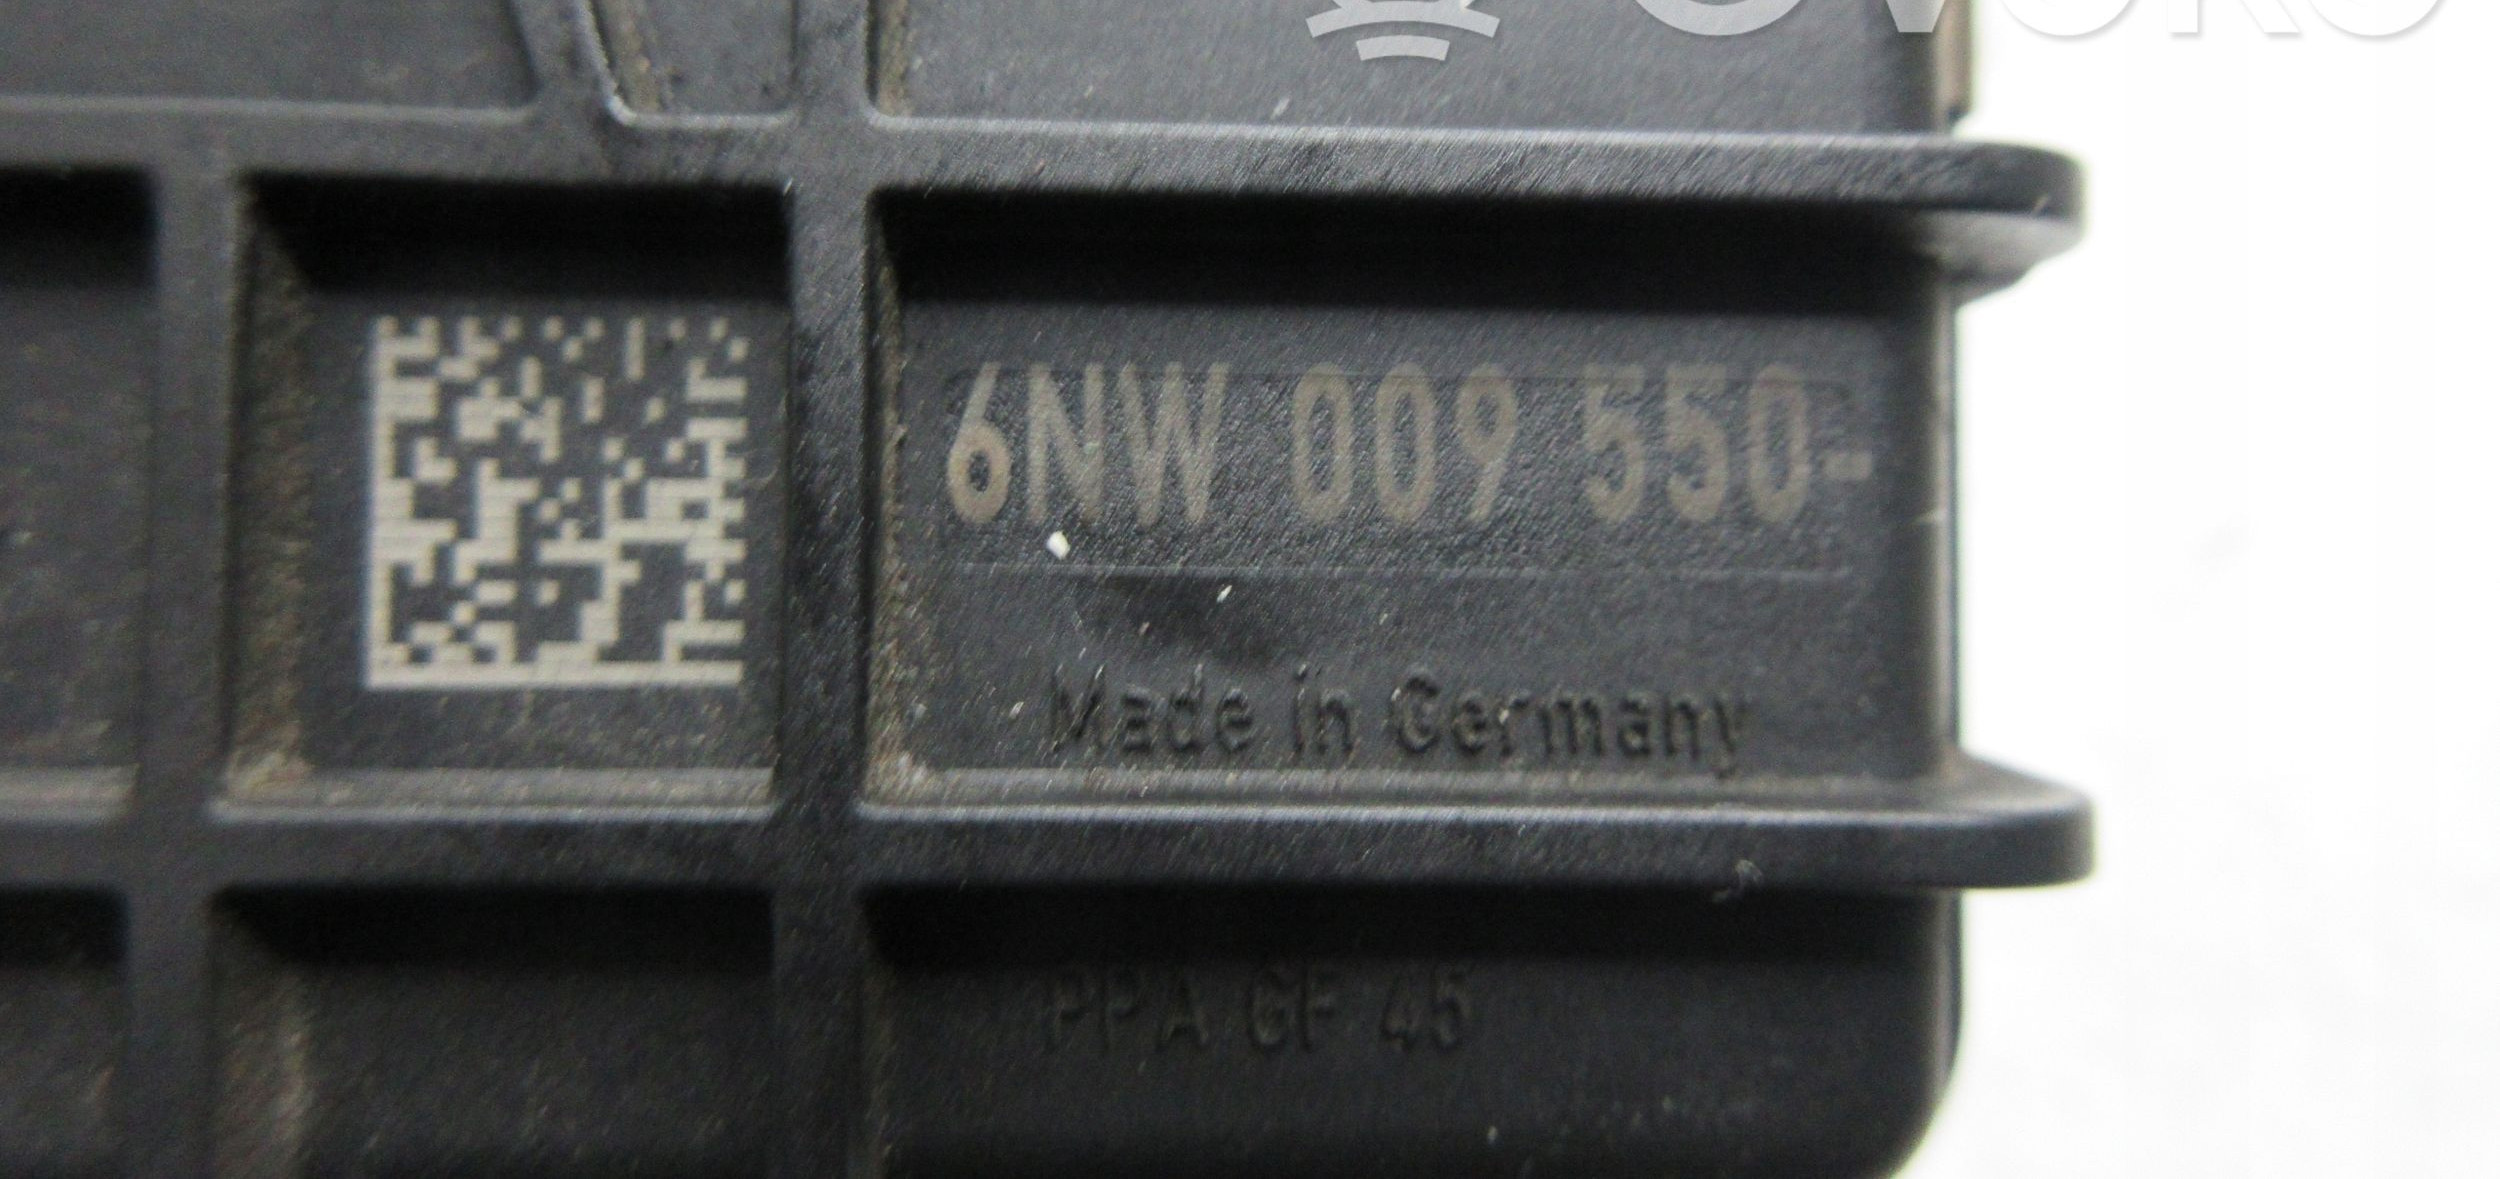 6NW 009 550-
Made in Germany
PPA GF 45